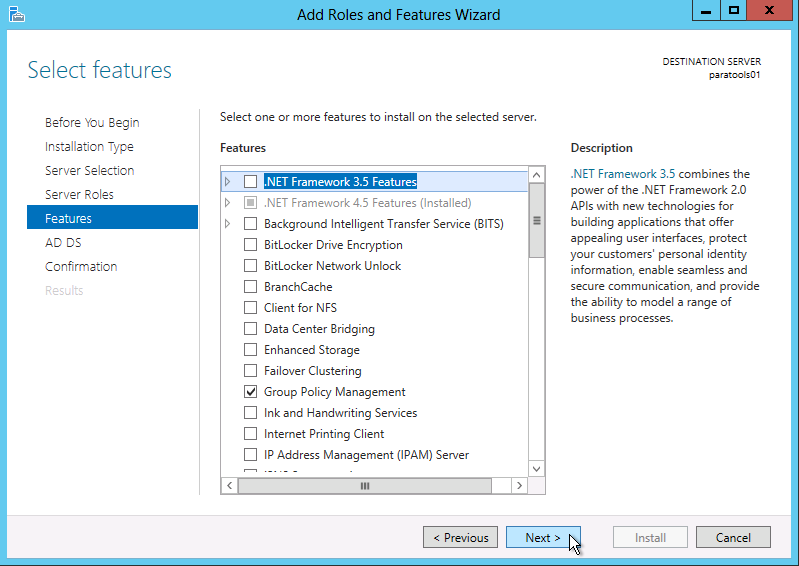 Add Roles and Features Wizard
Select features
DESTINATION SERVER
paratools01
Before You Begin
Installation Type
Server Selection
Server Roles
Features
AD DS
Confirmation
Results
Select one or more features to install on the selected server.
Features
.NET Framework 3.5 Features
.NET Framework 4.5 Features (Installed)
Background Intelligent Transfer Service (BITS)
BitLocker Drive Encryption
BitLocker Network Unlock
BranchCache
Client for NFS
Data Center Bridging
Enhanced Storage
Failover Clustering
Group Policy Management
Ink and Handwriting Services
Internet Printing Client
IP Address Management (IPAM) Server
Description
.NET Framework 3.5 combines the
power of the .NET Framework 2.0
APIs with new technologies for
building applications that offer
appealing user interfaces, protect
your customers' personal identity
information, enable seamless and
secure communication, and provide
the ability to model a range of
business processes.
< Previous
Next >
Install
Cancel